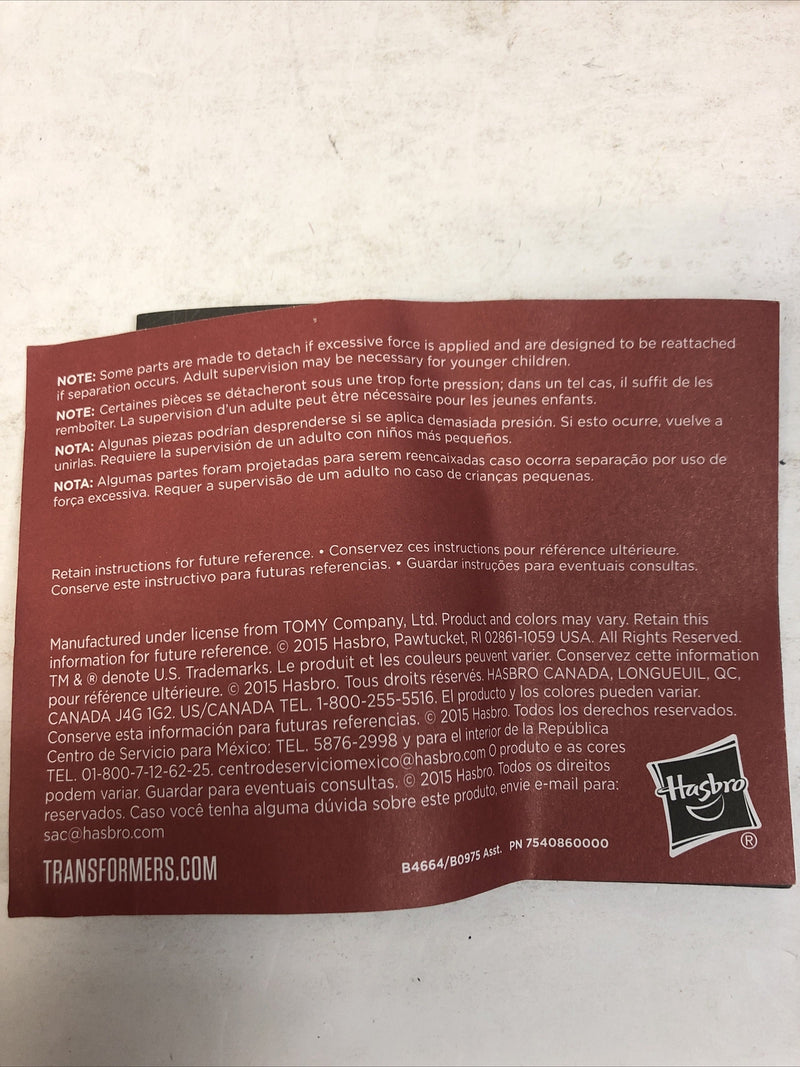 NOTE: Some parts are made to detach if excessive force is applied and are designed to be reattached
if separation occurs. Adult supervision may be necessary for younger children.
NOTE: Certaines pièces se détacheront sous une trop forte pression; dans un tel cas, il suffit de les
remboîter. La supervision d'un adulte peut être nécessaire pour les jeunes enfants.
NOTA: Algunas piezas podrían desprenderse si se aplica demasiada presión. Si esto ocurre, vuelve a
unirlas. Requiere la supervisión de un adulto con niños más pequeños.
NOTA: Algumas partes foram projetadas para serem reencaixadas caso ocorra separação por uso de
força excessiva. Requer a supervisão de um adulto no caso de crianças pequenas.
Retain instructions for future reference. • Conservez ces instructions pour référence ultérieure.
Conserve este instructivo para futuras referencias. • Guardar instruções para eventuais consultas.
Manufactured under license from TOMY Company, Ltd. Product and colors may vary. Retain this
information for future reference. © 2015 Hasbro, Pawtucket, RI 02861-1059 USA. All Rights Reserved.
TM & ® denote U.S. Trademarks. Le produit et les couleurs peuvent varier. Conservez cette information
pour référence ultérieure. © 2015 Hasbro. Tous droits réservés. HASBRO CANADA, LONGUEUIL, QC,
CANADA J4G 1G2. US/CANADA TEL. 1-800-255-5516. El producto y los colores pueden variar.
Conserve esta información para futuras referencias. © 2015 Hasbro. Todos los derechos reservados.
Centro de Servicio para México: TEL. 5876-2998 y para el interior de la República
TEL. 01-800-7-12-62-25. centrodeserviciomexico@hasbro.com O produto e as cores
podem variar. Guardar para eventuais consultas. © 2015 Hasbro. Todos os direitos
reservados. Caso você tenha alguma dúvida sobre este produto, envie e-mail para:
sac@hasbro.com
Hasbro
®
TRANSFORMERS.COM
B4664/B0975 Asst. PN 7540860000